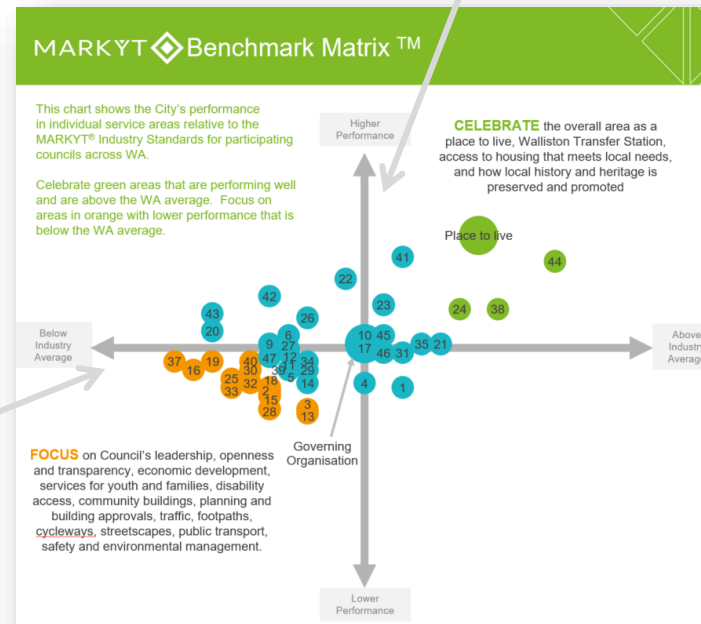 MARKYT Benchmark Matrix TM
This chart shows the City's performance
in individual service areas relative to the
MARKYT® Industry Standards for participating
councils across WA.
Celebrate green areas that are performing well
and are above the WA average. Focus on
areas in orange with lower performance that is
below the WA average.
Higher
Performance
CELEBRATE the overall area as a
place to live, Walliston Transfer Station,
access to housing that meets local needs,
and how local history and heritage is
preserved and promoted
Place to live
41
44
22
42
23
24
38
43
26
20
6
10
45
Below
Industry
Average
9
27
17
46
31
35
21
Above
Industry
Average
37
16
19
40
47
12
34
30
39
11
29
25
33
32
18
5
14
4
1
2
15
28
3
13
Governing
Organisation
FOCUS on Council's leadership, openness
and transparency, economic development,
services for youth and families, disability
access, community buildings, planning and
building approvals, traffic, footpaths,
cycleways, streetscapes, public transport,
safety and environmental management.
Lower
Performance